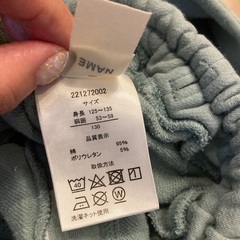 NAME
221272002
サイズ
身長 125~135
胴囲 53~59
130
品質表示
綿 95%
ポリウレタン 5%
取扱方法
40
W
洗濯ネット使用